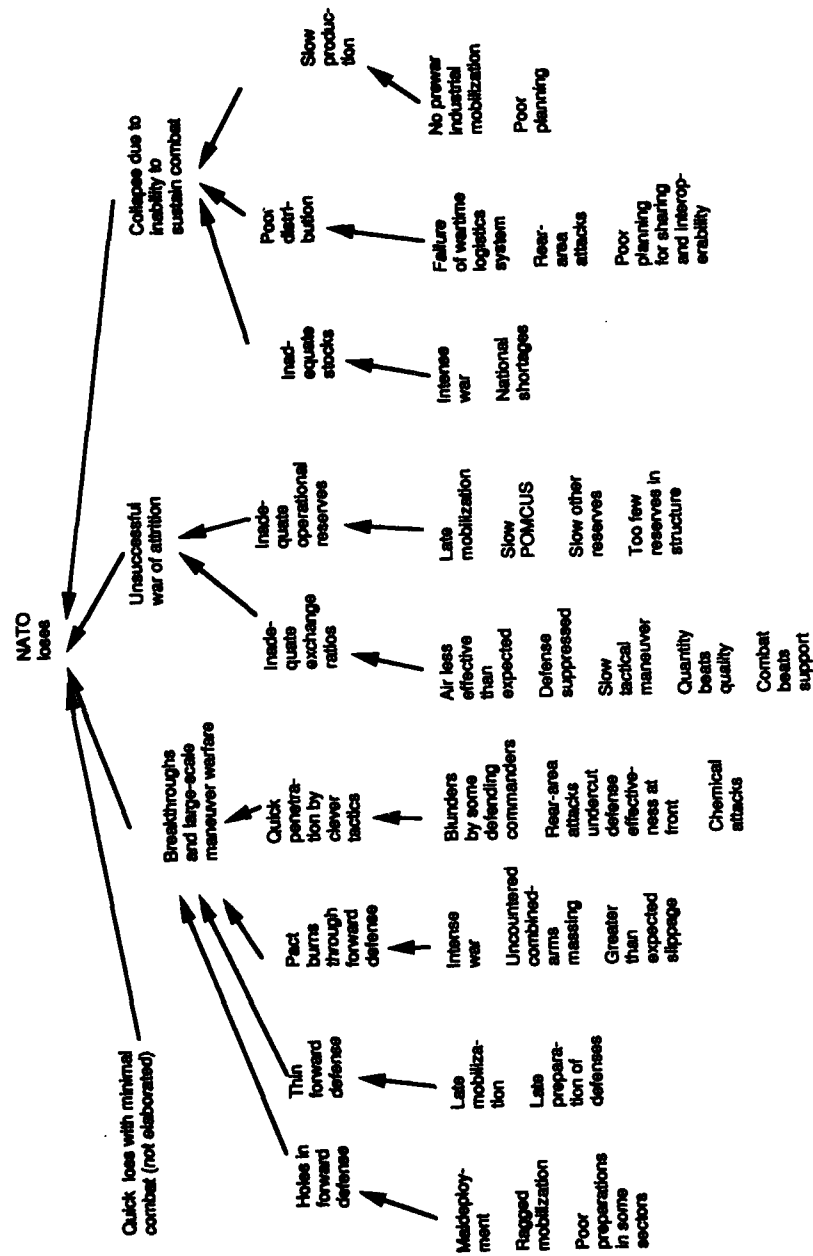 NATO
loses
Quick loss with minimal
combat (not elaborated)
Breakthroughs
and large-scale
maneuver warfare
Unsuccessful
war of attrition
Collapse due to
inability to
sustain combat
Holes in
forward
defense
Thin
forward
defense
Pact
burns
through
forward
defense
Quick
penetra-
tion by
clever
tactics
Inade-
quate
exchange
ratios
Inade-
quate
operational
reserves
Inad-
equate
stocks
Poor
distri-
bution
Slow
produc-
tion
Maldeploy-
ment
Ragged
mobilization
Poor
preparations
in some
sectors
Late
mobiliza-
tion
Late
prepara-
tion of
defenses
Intense
war
Uncountered
combined-
arms
massing
Greater
than
expected
slippage
Blunders
by some
defending
commanders
Rear-area
attacks
undercut
defense
effective-
ness at
front
Chemical
attacks
Air less
effective
than
expected
Defense
suppressed
Slow
tactical
maneuver
Quantity
beats
quality
Combat
beats
support
Late
mobilization
Slow
POMCUS
Slow other
reserves
Too few
reserves in
structure
Intense
war
National
shortages
Failure
of wartime
logistics
system
Rear-
area
attacks
Poor
planning
for sharing
and interop-
erability
No prewar
industrial
mobilization
Poor
planning